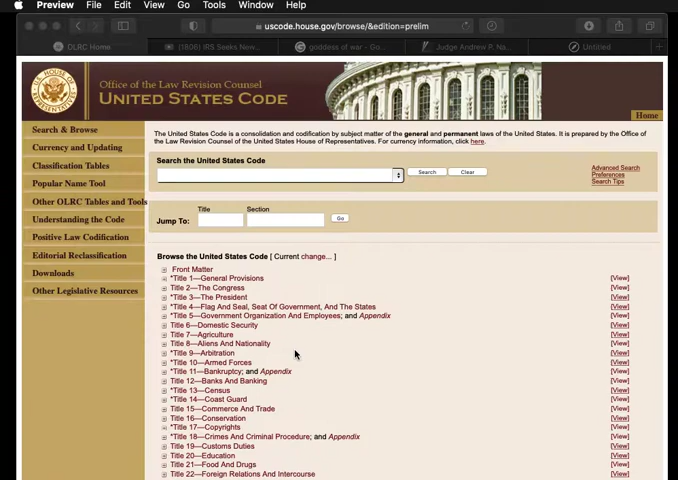 Preview File Edit View Go Tools Window Help
uscode.house.gov/browse/&edition=prelim
OLRC Home (1806) IRS Seeks New... goddess of war - Go... Judge Andrew P. Na... Untitled
Office of the Law Revision Counsel
UNITED STATES CODE
Home
Search & Browse
Currency and Updating
Classification Tables
Popular Name Tool
Other OLRC Tables and Tools
Understanding the Code
Positive Law Codification
Editorial Reclassification
Downloads
Other Legislative Resources
The United States Code is a consolidation and codification by subject matter of the general and permanent laws of the United States. It is prepared by the Office
of the Law Revision Counsel of the United States House of Representatives. For currency information, click here.
Search the United States Code
Search Clear
Advanced Search
Preferences
Search Tips
Title Section
Jump To: Go
Browse the United States Code [ Current change... ]
Front Matter
*Title 1—General Provisions [View]
Title 2—The Congress [View]
*Title 3—The President [View]
*Title 4—Flag And Seal, Seat Of Government, And The States [View]
*Title 5—Government Organization And Employees; and Appendix [View]
Title 6—Domestic Security [View]
Title 7—Agriculture [View]
Title 8—Aliens And Nationality [View]
*Title 9—Arbitration [View]
*Title 10—Armed Forces [View]
*Title 11—Bankruptcy; and Appendix [View]
Title 12—Banks And Banking [View]
*Title 13—Census [View]
*Title 14—Coast Guard [View]
Title 15—Commerce And Trade [View]
Title 16—Conservation [View]
*Title 17—Copyrights [View]
*Title 18—Crimes And Criminal Procedure; and Appendix [View]
Title 19—Customs Duties [View]
Title 20—Education [View]
Title 21—Food And Drugs [View]
Title 22—Foreign Relations And Intercourse [View]